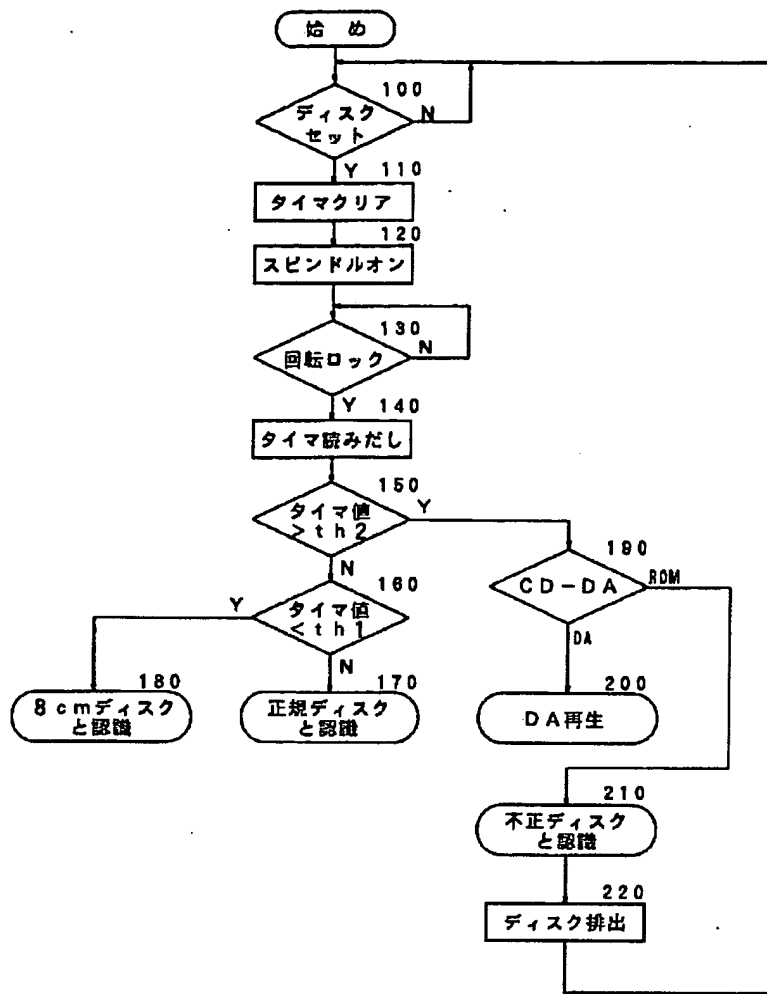 始め
100
ディスク
セット
N
Y
110
タイマクリア
120
スピンドルオン
130
回転ロック
N
Y
140
タイマ読みだし
150
タイマ値
>th2
Y
N
160
タイマ値
<th1
Y
N
190
CD-DA
ROM
DA
180
8cmディスク
と認識
170
正規ディスク
と認識
200
DA再生
210
不正ディスク
と認識
220
ディスク排出